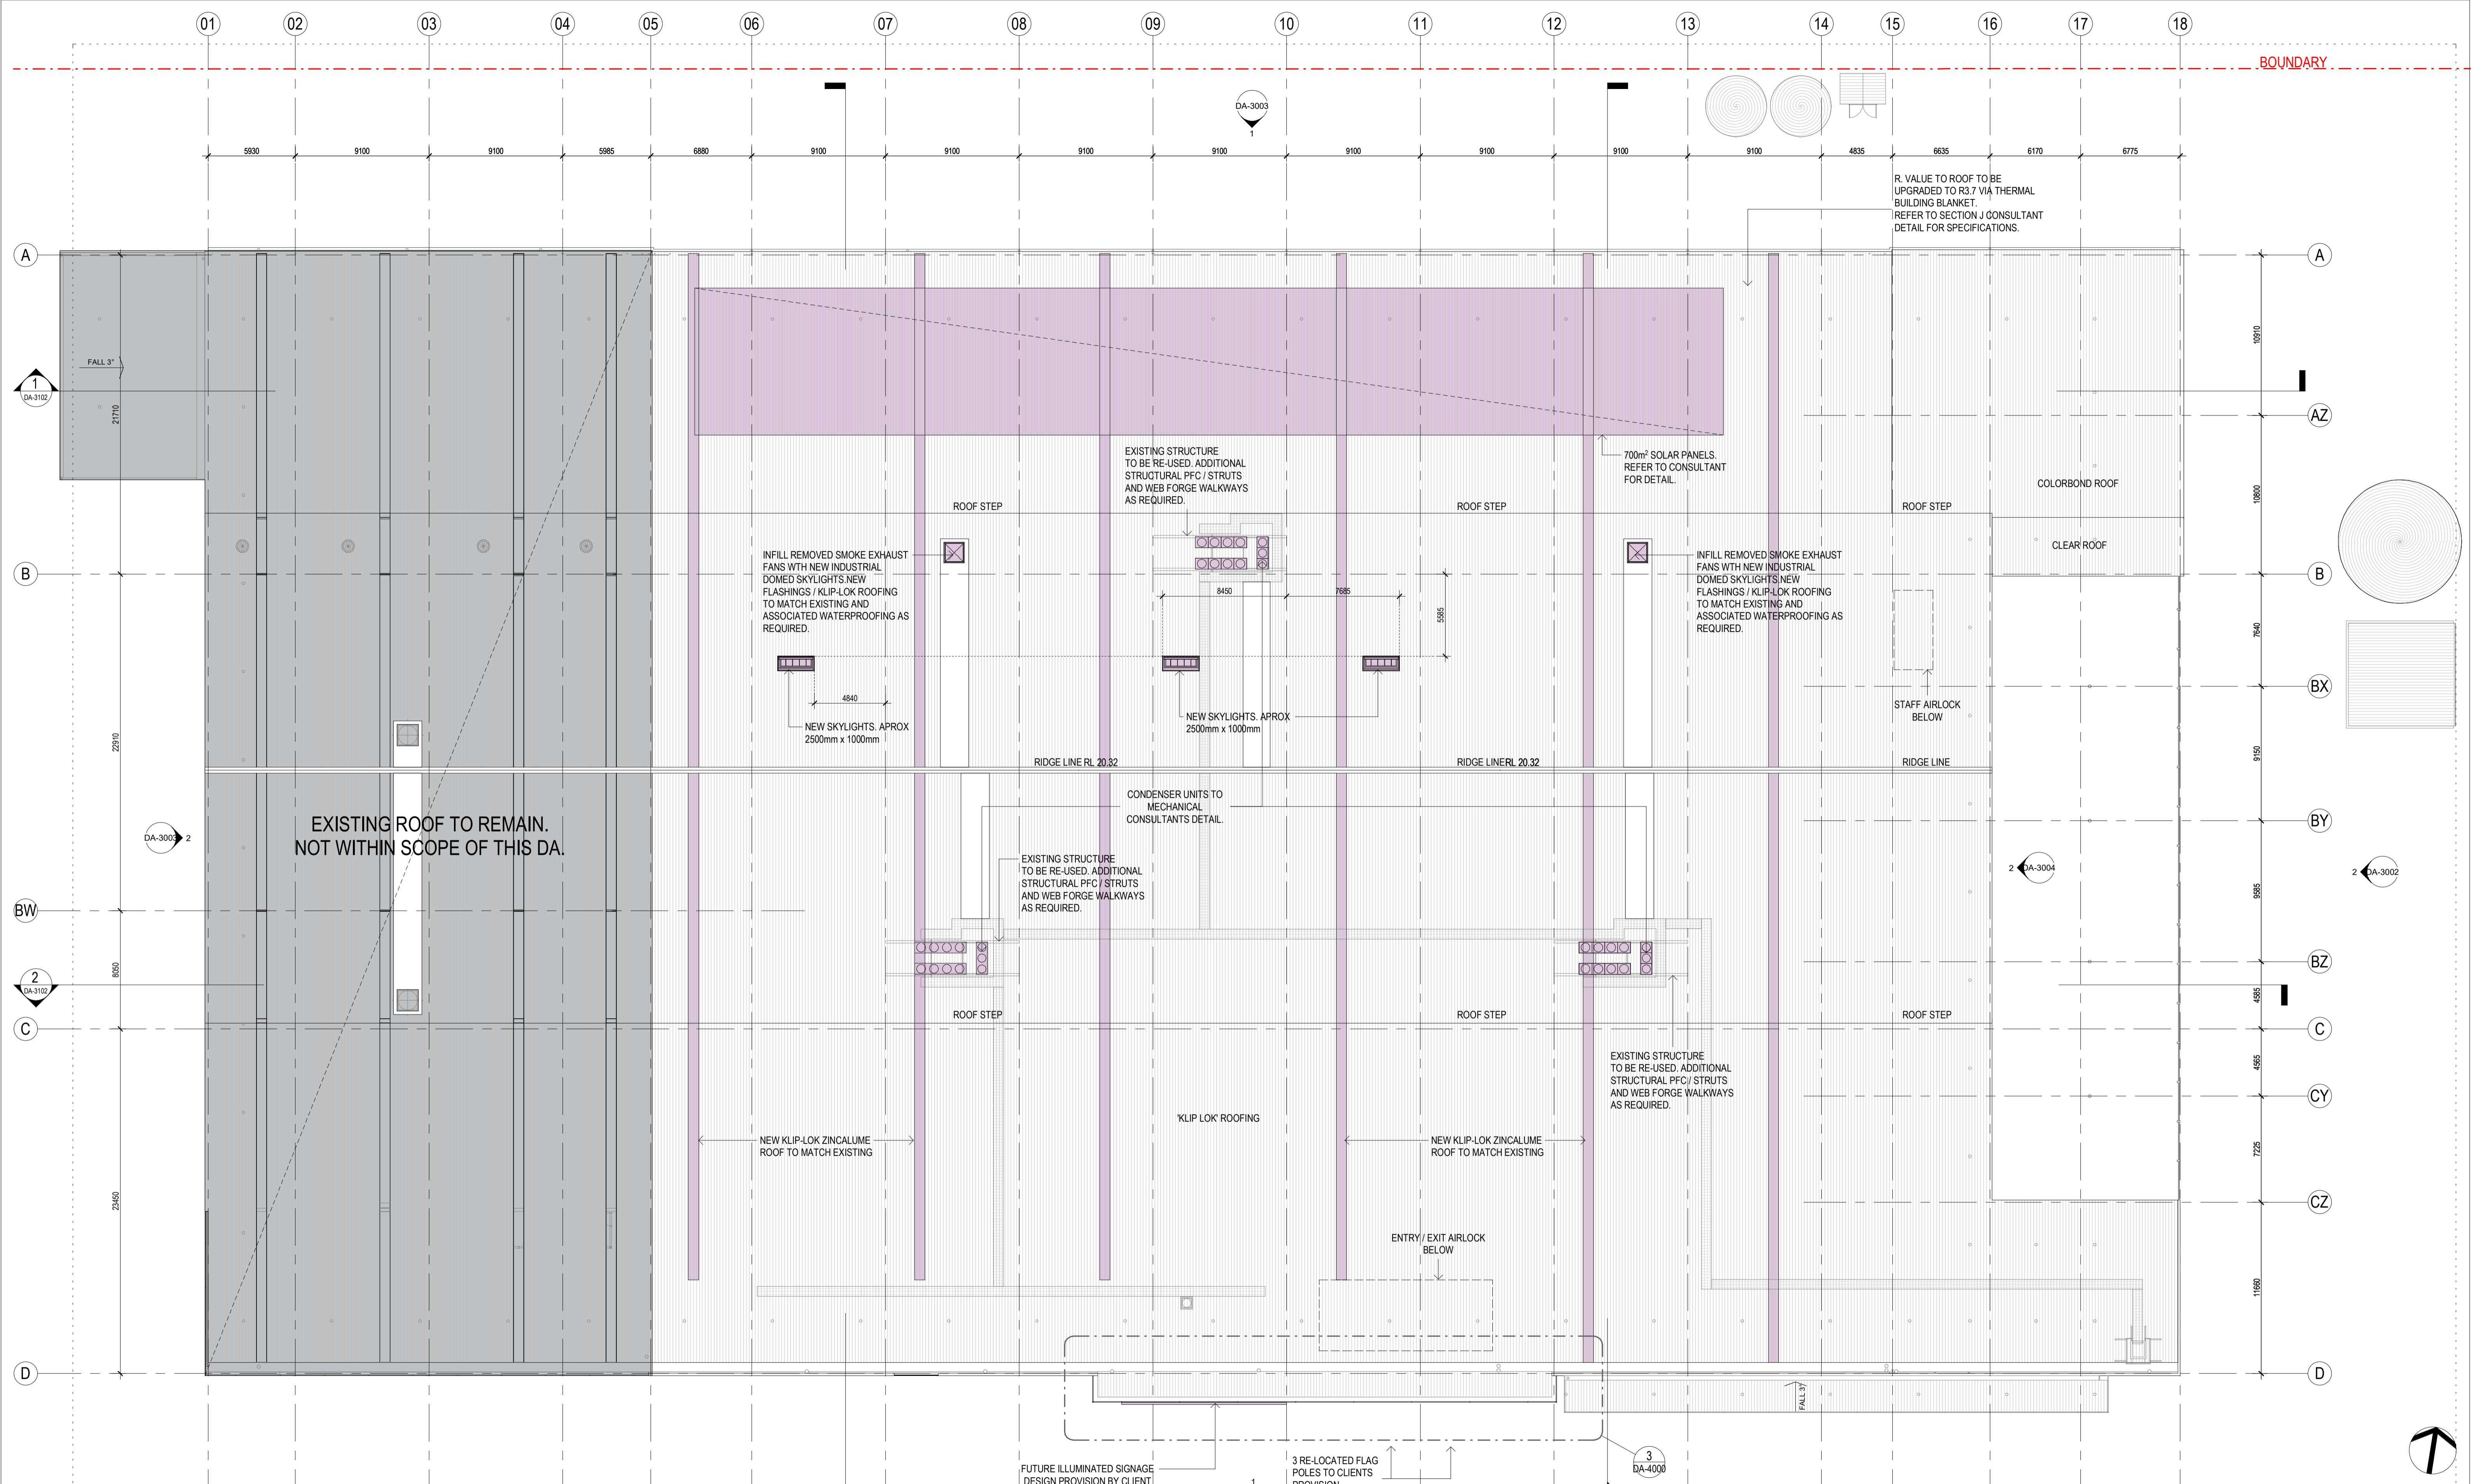 01 02 03 04 05 06 07 08 09 10 11 12 13 14 15 16 17 18
BOUNDARY
DA-3003
1
5930 9100 9100 5985 6880 9100 9100 9100 9100 9100 9100 9100 9100 4835 6635 6170 6775
R. VALUE TO ROOF TO BE
UPGRADED TO R3.7 VIA THERMAL
BUILDING BLANKET.
REFER TO SECTION J CONSULTANT
DETAIL FOR SPECIFICATIONS.
A
A
FALL 3°
1
DA-3102
21710
10910
AZ
EXISTING STRUCTURE
TO BE RE-USED. ADDITIONAL
STRUCTURAL PFC / STRUTS
AND WEB FORGE WALKWAYS
AS REQUIRED.
700m² SOLAR PANELS.
REFER TO CONSULTANT
FOR DETAIL.
COLORBOND ROOF
10800
ROOF STEP
ROOF STEP
ROOF STEP
CLEAR ROOF
INFILL REMOVED SMOKE EXHAUST
FANS WTH NEW INDUSTRIAL
DOMED SKYLIGHTS.NEW
FLASHINGS / KLIP-LOK ROOFING
TO MATCH EXISTING AND
ASSOCIATED WATERPROOFING AS
REQUIRED.
INFILL REMOVED SMOKE EXHAUST
FANS WTH NEW INDUSTRIAL
DOMED SKYLIGHTS.NEW
FLASHINGS / KLIP-LOK ROOFING
TO MATCH EXISTING AND
ASSOCIATED WATERPROOFING AS
REQUIRED.
B
B
8450
7685
5585
7640
BX
4840
NEW SKYLIGHTS. APROX
2500mm x 1000mm
NEW SKYLIGHTS. APROX
2500mm x 1000mm
STAFF AIRLOCK
BELOW
22910
9150
RIDGE LINE RL 20.32
RIDGE LINERL 20.32
RIDGE LINE
CONDENSER UNITS TO
MECHANICAL
CONSULTANTS DETAIL.
EXISTING ROOF TO REMAIN.
NOT WITHIN SCOPE OF THIS DA.
DA-3003
2
BY
2
DA-3004
2
DA-3002
EXISTING STRUCTURE
TO BE RE-USED. ADDITIONAL
STRUCTURAL PFC / STRUTS
AND WEB FORGE WALKWAYS
AS REQUIRED.
9585
BW
BZ
8050
2
DA-3102
4585
ROOF STEP
ROOF STEP
ROOF STEP
C
C
EXISTING STRUCTURE
TO BE RE-USED. ADDITIONAL
STRUCTURAL PFC / STRUTS
AND WEB FORGE WALKWAYS
AS REQUIRED.
4565
CY
'KLIP LOK' ROOFING
NEW KLIP-LOK ZINCALUME
ROOF TO MATCH EXISTING
NEW KLIP-LOK ZINCALUME
ROOF TO MATCH EXISTING
7225
23450
CZ
ENTRY / EXIT AIRLOCK
BELOW
11660
D
D
FALL 3°
FUTURE ILLUMINATED SIGNAGE
DESIGN PROVISION BY CLIENT
1
3 RE-LOCATED FLAG
POLES TO CLIENTS
PROVISION
3
DA-4000